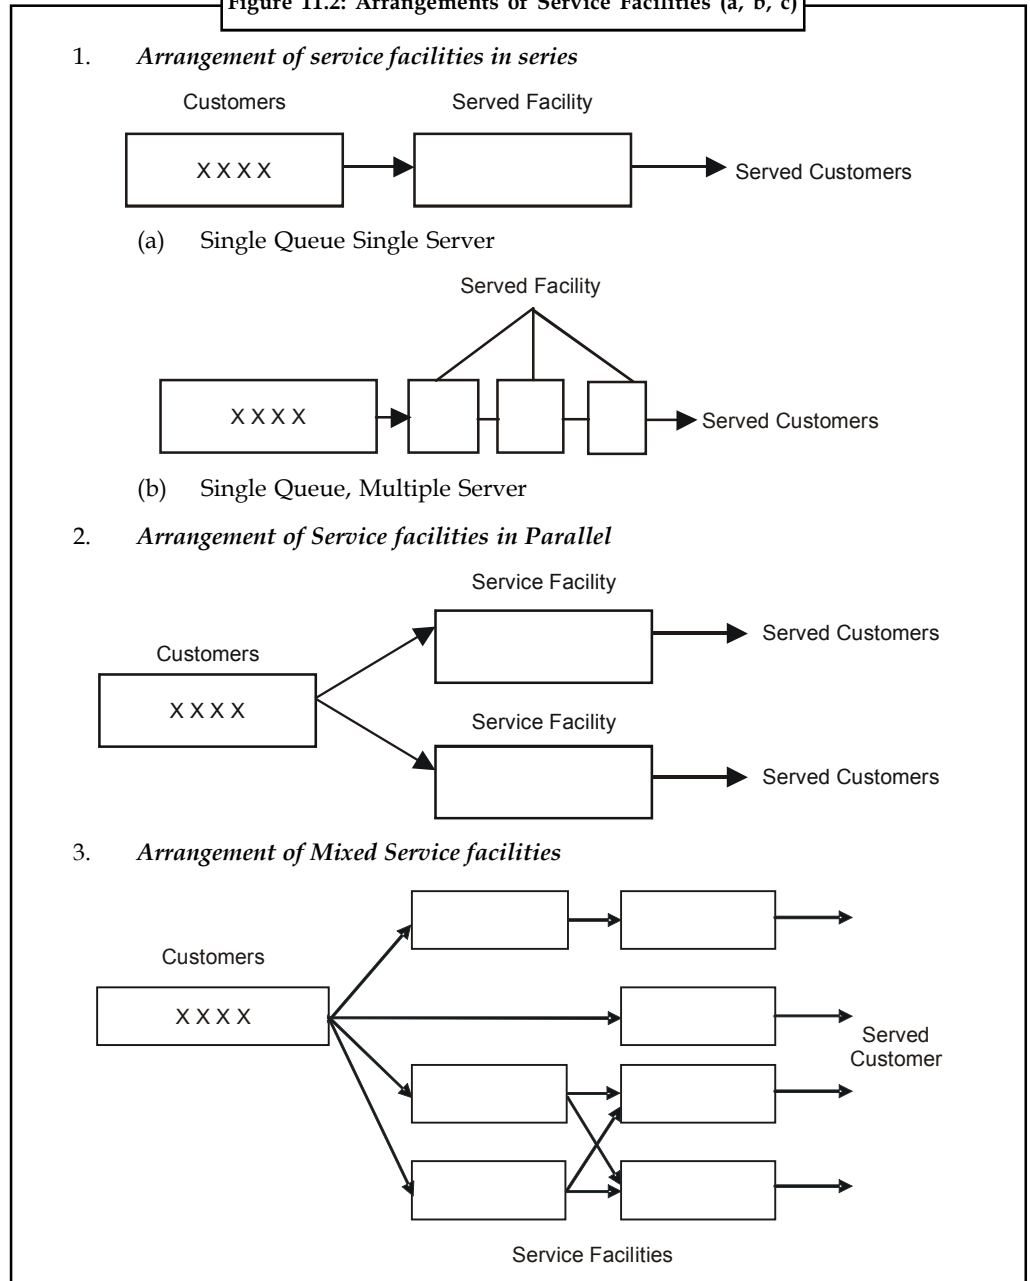 Figure 11.2: Arrangements of Service Facilities (a, b, c)
1. Arrangement of service facilities in series
Customers Served Facility
X X X X Served Customers
(a) Single Queue Single Server
Served Facility
X X X X Served Customers
(b) Single Queue, Multiple Server
2. Arrangement of Service facilities in Parallel
Service Facility
Served Customers
Customers
X X X X
Service Facility
Served Customers
3. Arrangement of Mixed Service facilities
Customers
X X X X
Served
Customer
Service Facilities